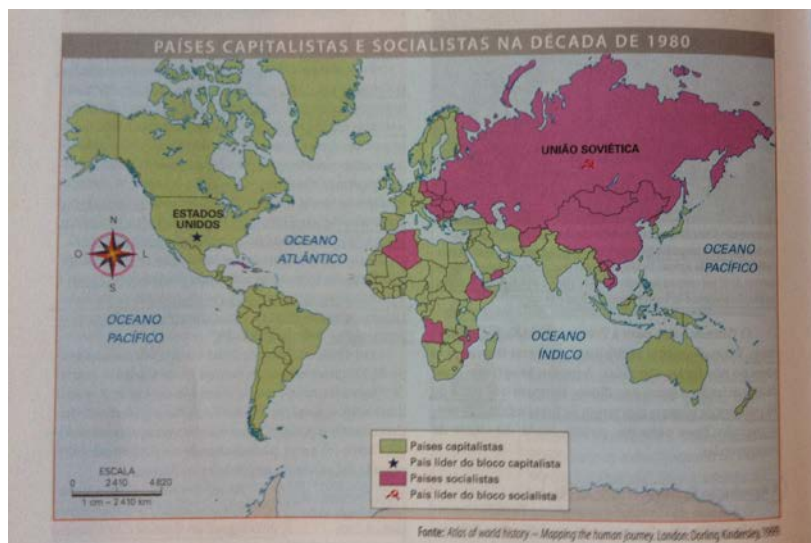 PAÍSES CAPITALISTAS E SOCIALISTAS NA DÉCADA DE 1980
UNIÃO SOVIÉTICA
ESTADOS
UNIDOS
N
O
L
S
OCEANO
ATLÂNTICO
OCEANO
PACÍFICO
OCEANO
PACÍFICO
OCEANO
ÍNDICO
Países capitalistas
País líder do bloco capitalista
Países socialistas
País líder do bloco socialista
ESCALA
0 2 410 4 820
1 cm – 2 410 km
Fonte: Atlas of world history – Mapping the human journey. London: Dorling Kindersley, 1999.